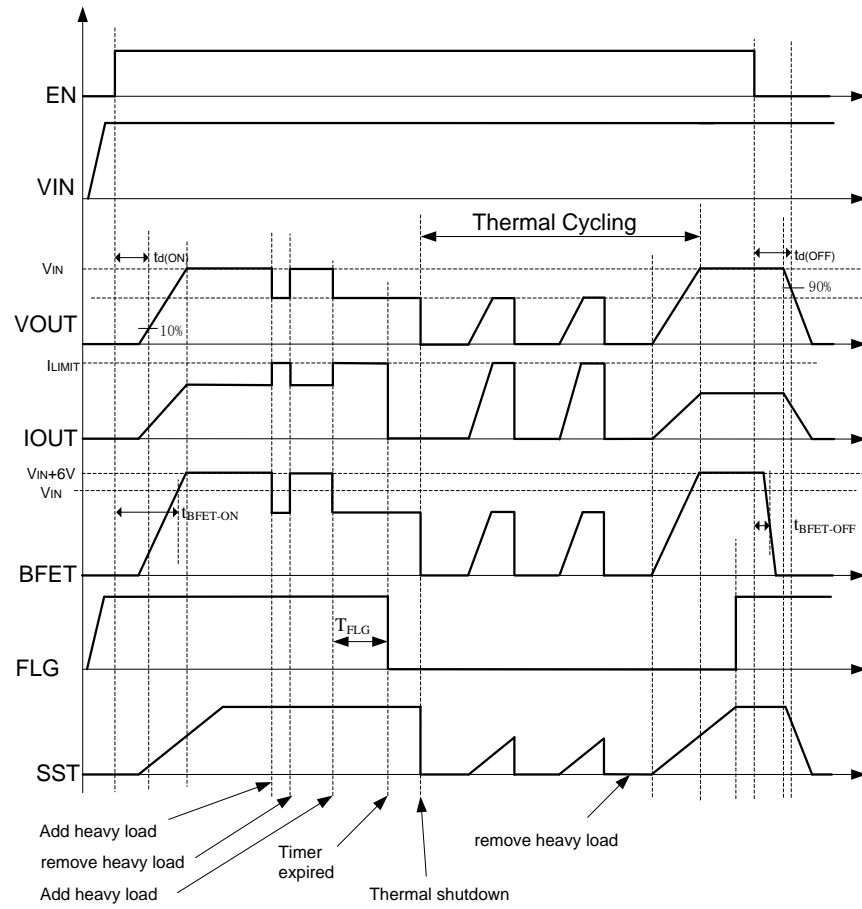 EN
VIN
Thermal Cycling
td(ON)
td(OFF)
VIN
90%
VOUT
10%
ILIMIT
IOUT
VIN+6V
VIN
tBFET-ON
tBFET-OFF
BFET
TFLG
FLG
SST
Add heavy load
remove heavy load
Add heavy load
Timer
expired
Thermal shutdown
remove heavy load